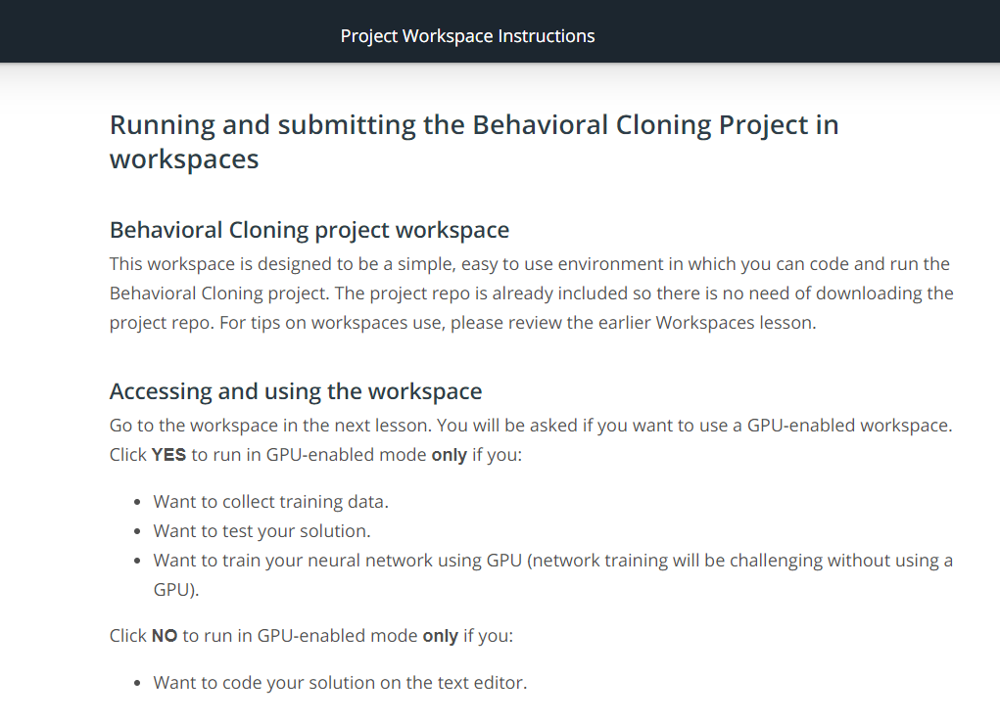 Project Workspace Instructions
Running and submitting the Behavioral Cloning Project in
workspaces
Behavioral Cloning project workspace
This workspace is designed to be a simple, easy to use environment in which you can code and run the
Behavioral Cloning project. The project repo is already included so there is no need of downloading the
project repo. For tips on workspaces use, please review the earlier Workspaces lesson.
Accessing and using the workspace
Go to the workspace in the next lesson. You will be asked if you want to use a GPU-enabled workspace.
Click YES to run in GPU-enabled mode only if you:
• Want to collect training data.
• Want to test your solution.
• Want to train your neural network using GPU (network training will be challenging without using a
GPU).
Click NO to run in GPU-enabled mode only if you:
• Want to code your solution on the text editor.